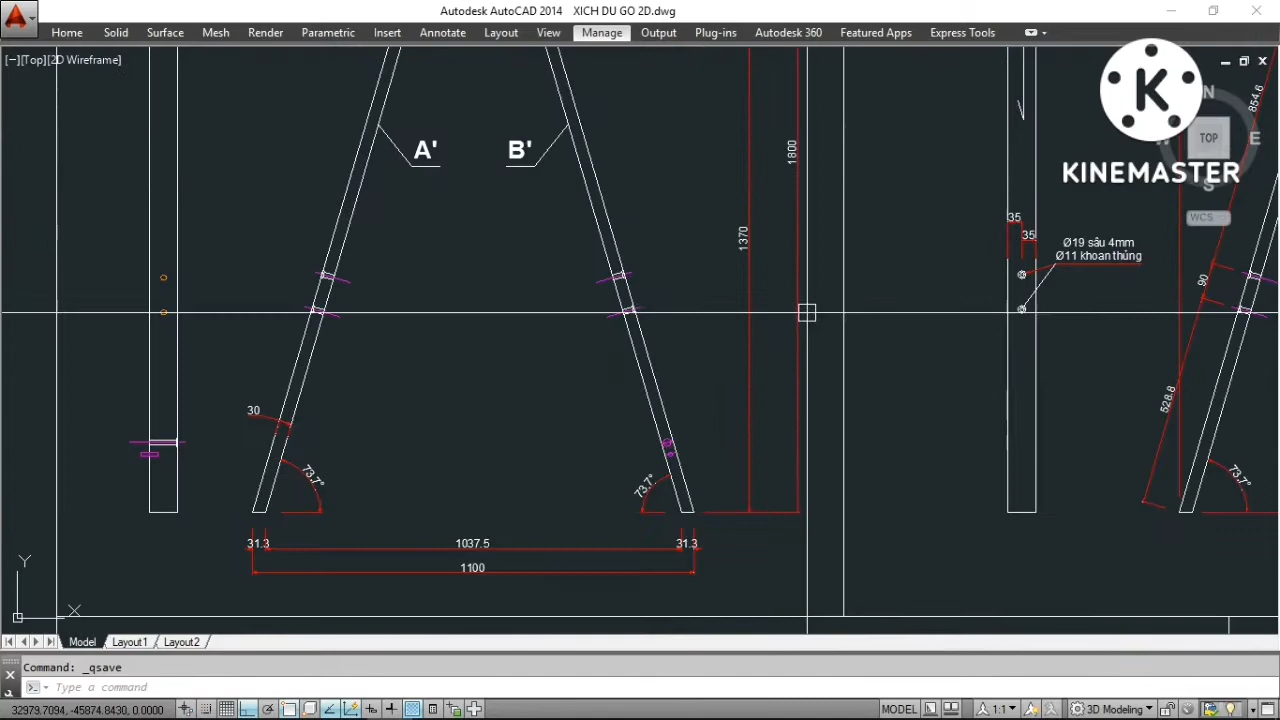 Autodesk AutoCAD 2014 XICH DU GO 2D.dwg
Home Solid Surface Mesh Render Parametric Insert Annotate Layout View Manage Output Plug-ins Autodesk 360 Featured Apps Express Tools
[−][Top][2D Wireframe]
N
E
S
TOP
WCS
K
KINEMASTER
A'
B'
1800
1370
854.8
35
35
Ø19 sâu 4mm
Ø11 khoan thủng
90
528.8
30
73.7°
73.7°
73.7°
31.3
1037.5
31.3
1100
Y
X
Model Layout1 Layout2
Command: _qsave
Type a command
32979.7094, -45874.8430, 0.0000
MODEL
1:1
3D Modeling